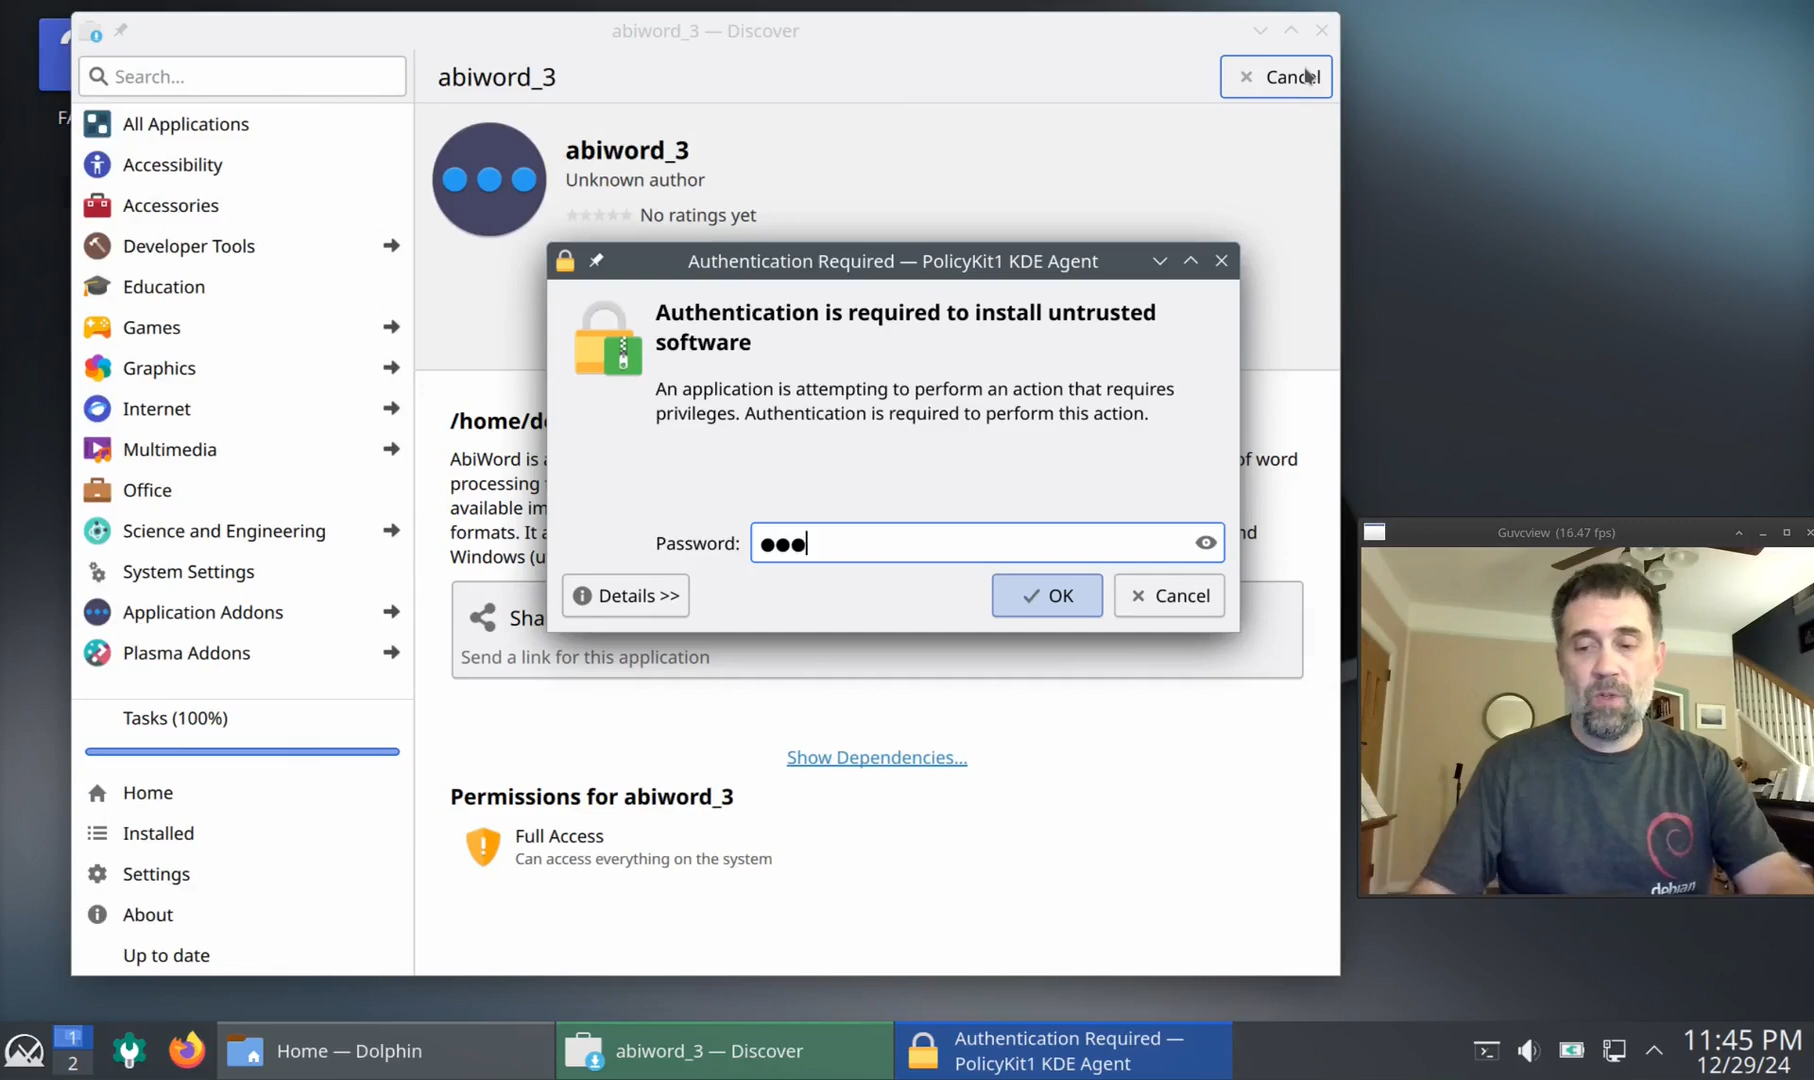 abiword_3 — Discover
Search...
abiword_3
Cancel
All Applications
Accessibility
Accessories
Developer Tools
Education
Games
Graphics
Internet
Multimedia
Office
Science and Engineering
System Settings
Application Addons
Plasma Addons
Tasks (100%)
Home
Installed
Settings
About
Up to date
abiword_3
Unknown author
No ratings yet
Authentication Required — PolicyKit1 KDE Agent
Authentication is required to install untrusted
software
An application is attempting to perform an action that requires
privileges. Authentication is required to perform this action.
Password:
Details >>
OK
Cancel
/home/d
AbiWord is
of word
processing
available im
formats. It
nd
Windows (u
Sha
Send a link for this application
Show Dependencies...
Permissions for abiword_3
Full Access
Can access everything on the system
Guvcview (16.47 fps)
debian
1
2
Home — Dolphin
abiword_3 — Discover
Authentication Required —
PolicyKit1 KDE Agent
11:45 PM
12/29/24